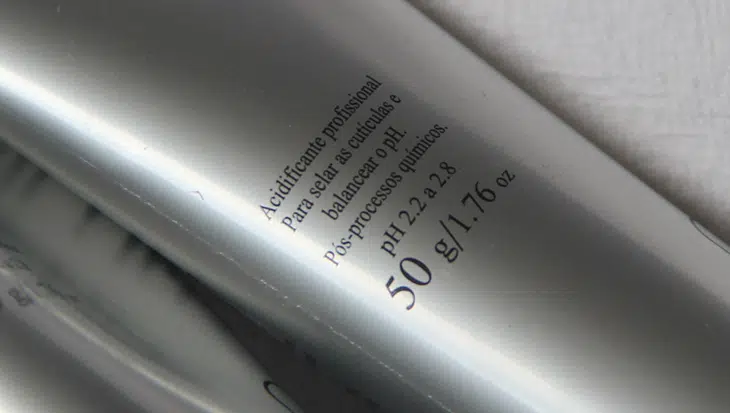 Acidificante profissional
Para selar as cutículas e
balancear o pH.
Pós-processos químicos.
pH 2.2 a 2.8
50 g/1.76 oz